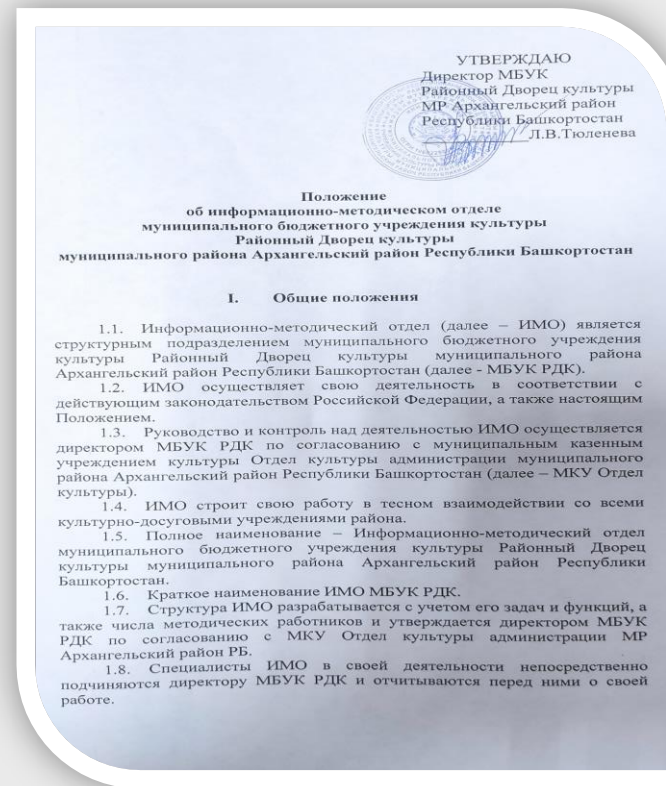 УТВЕРЖДАЮ
Директор МБУК
Районный Дворец культуры
МР Архангельский район
Республики Башкортостан
Л.В.Тюленева
Положение
об информационно-методическом отделе
муниципального бюджетного учреждения культуры
Районный Дворец культуры
муниципального района Архангельский район Республики Башкортостан
I. Общие положения
1.1. Информационно-методический отдел (далее – ИМО) является
структурным подразделением муниципального бюджетного учреждения
культуры Районный Дворец культуры муниципального района
Архангельский район Республики Башкортостан (далее - МБУК РДК).
1.2. ИМО осуществляет свою деятельность в соответствии с
действующим законодательством Российской Федерации, а также настоящим
Положением.
1.3. Руководство и контроль над деятельностью ИМО осуществляется
директором МБУК РДК по согласованию с муниципальным казенным
учреждением культуры Отдел культуры администрации муниципального
района Архангельский район Республики Башкортостан (далее – МКУ Отдел
культуры).
1.4. ИМО строит свою работу в тесном взаимодействии со всеми
культурно-досуговыми учреждениями района.
1.5. Полное наименование – Информационно-методический отдел
муниципального бюджетного учреждения культуры Районный Дворец
культуры муниципального района Архангельский район Республики
Башкортостан.
1.6. Краткое наименование ИМО МБУК РДК.
1.7. Структура ИМО разрабатывается с учетом его задач и функций, а
также числа методических работников и утверждается директором МБУК
РДК по согласованию с МКУ Отдел культуры администрации МР
Архангельский район РБ.
1.8. Специалисты ИМО в своей деятельности непосредственно
подчиняются директору МБУК РДК и отчитываются перед ними о своей
работе.